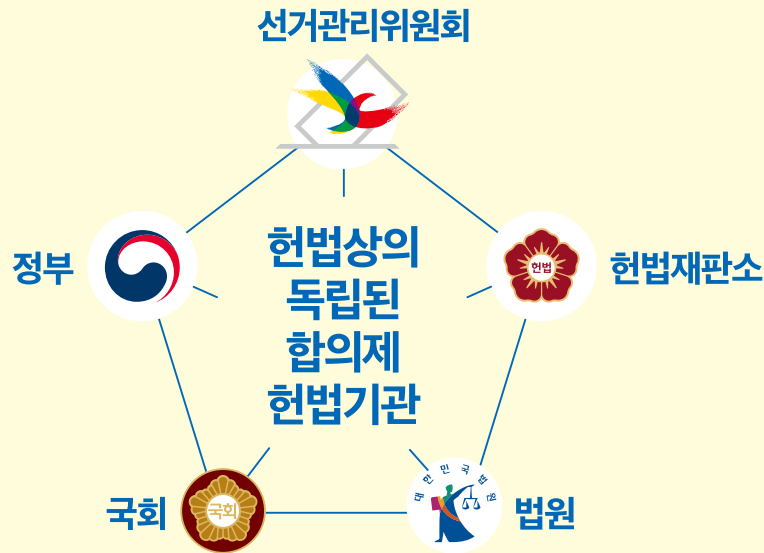 선거관리위원회
정부
헌법
헌법재판소
헌법상의
독립된
합의제
헌법기관
국회
국회
대한민국법원
법원